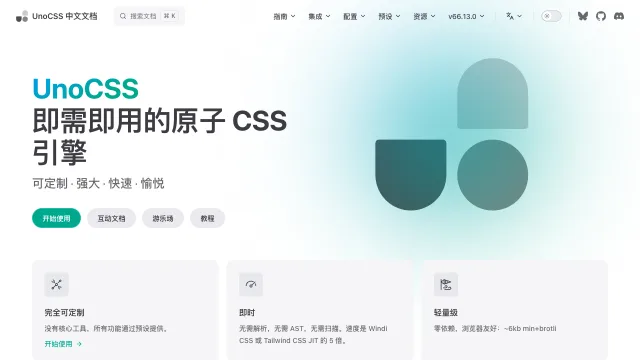 UnoCSS 中文文档
搜索文档 ⌘ K
指南
集成
配置
预设
资源
v66.13.0
UnoCSS
即需即用的原子 CSS
引擎
可定制 · 强大 · 快速 · 愉悦
开始使用
互动文档
游乐场
教程
完全可定制
没有核心工具，所有功能通过预设提供。
开始使用 →
即时
无需解析，无需 AST，无需扫描，速度是 Windi
CSS 或 Tailwind CSS JIT 的 5 倍。
轻量级
零依赖，浏览器友好：~6kb min+brotli